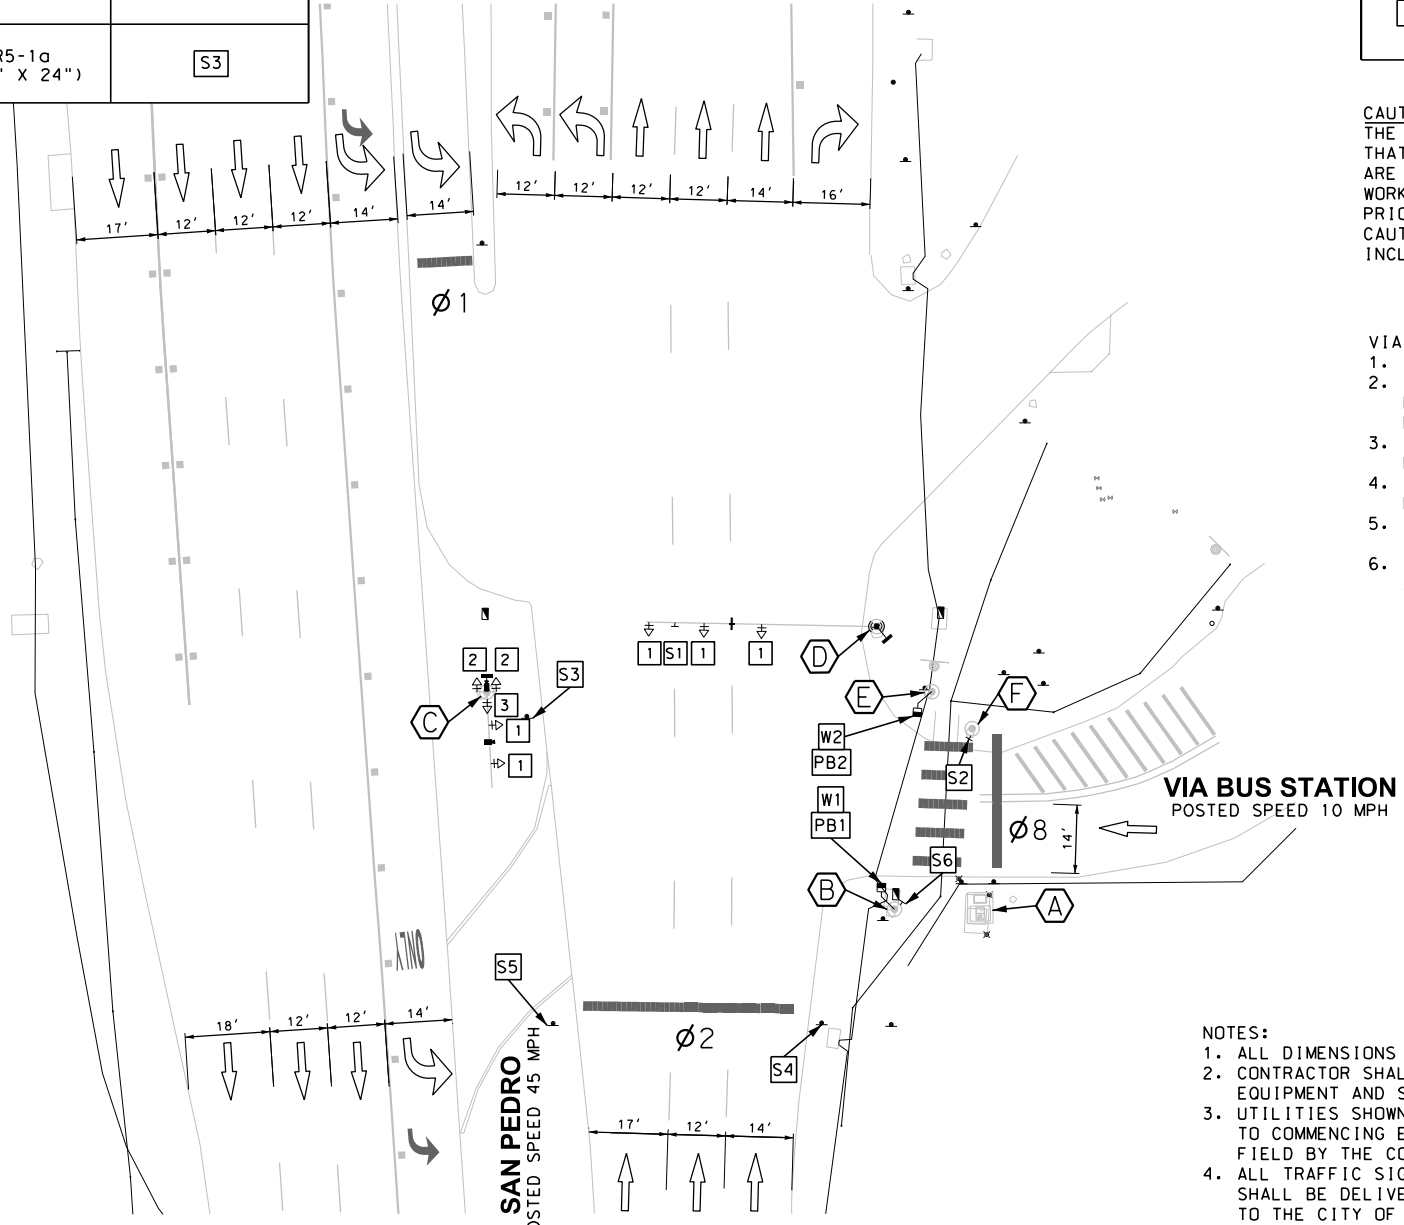 R5-1a
" X 24")
S3
17'
12'
12'
12'
14'
14'
12'
12'
12'
12'
14'
16'
Ø1
CAUT
THE
THAT
ARE
WORK
PRIO
CAUT
INCL
VIA
1.
2.
3.
4.
5.
6.
1
S1
1
1
D
2
2
S3
3
C
1
1
E
F
W2
PB2
S2
W1
PB1
VIA BUS STATION
POSTED SPEED 10 MPH
Ø8
14'
S6
B
A
ONLY
S5
18'
12'
12'
14'
Ø2
S4
SAN PEDRO
OSTED SPEED 45 MPH
17'
12'
14'
NOTES:
1. ALL DIMENSIONS
2. CONTRACTOR SHAL
EQUIPMENT AND S
3. UTILITIES SHOWN
TO COMMENCING E
FIELD BY THE CO
4. ALL TRAFFIC SIG
SHALL BE DELIVE
TO THE CITY OF